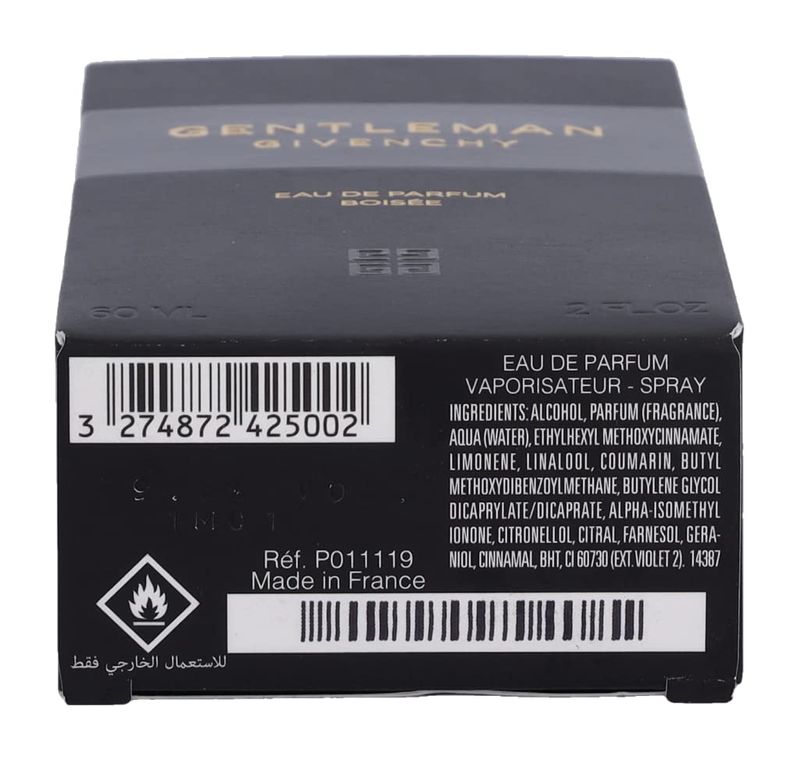 GENTLEMAN
GIVENCHY
EAU DE PARFUM
BOISÉE
60 ML 2 FL.OZ
3 274872 425002
EAU DE PARFUM
VAPORISATEUR - SPRAY
INGREDIENTS: ALCOHOL, PARFUM (FRAGRANCE),
AQUA (WATER), ETHYLHEXYL METHOXYCINNAMATE,
LIMONENE, LINALOOL, COUMARIN, BUTYL
METHOXYDIBENZOYLMETHANE, BUTYLENE GLYCOL
DICAPRYLATE/DICAPRATE, ALPHA-ISOMETHYL
IONONE, CITRONELLOL, CITRAL, FARNESOL, GERA-
NIOL, CINNAMAL, BHT, CI 60730 (EXT. VIOLET 2). 14387
1M01
Réf. P011119
Made in France
للاستعمال الخارجي فقط